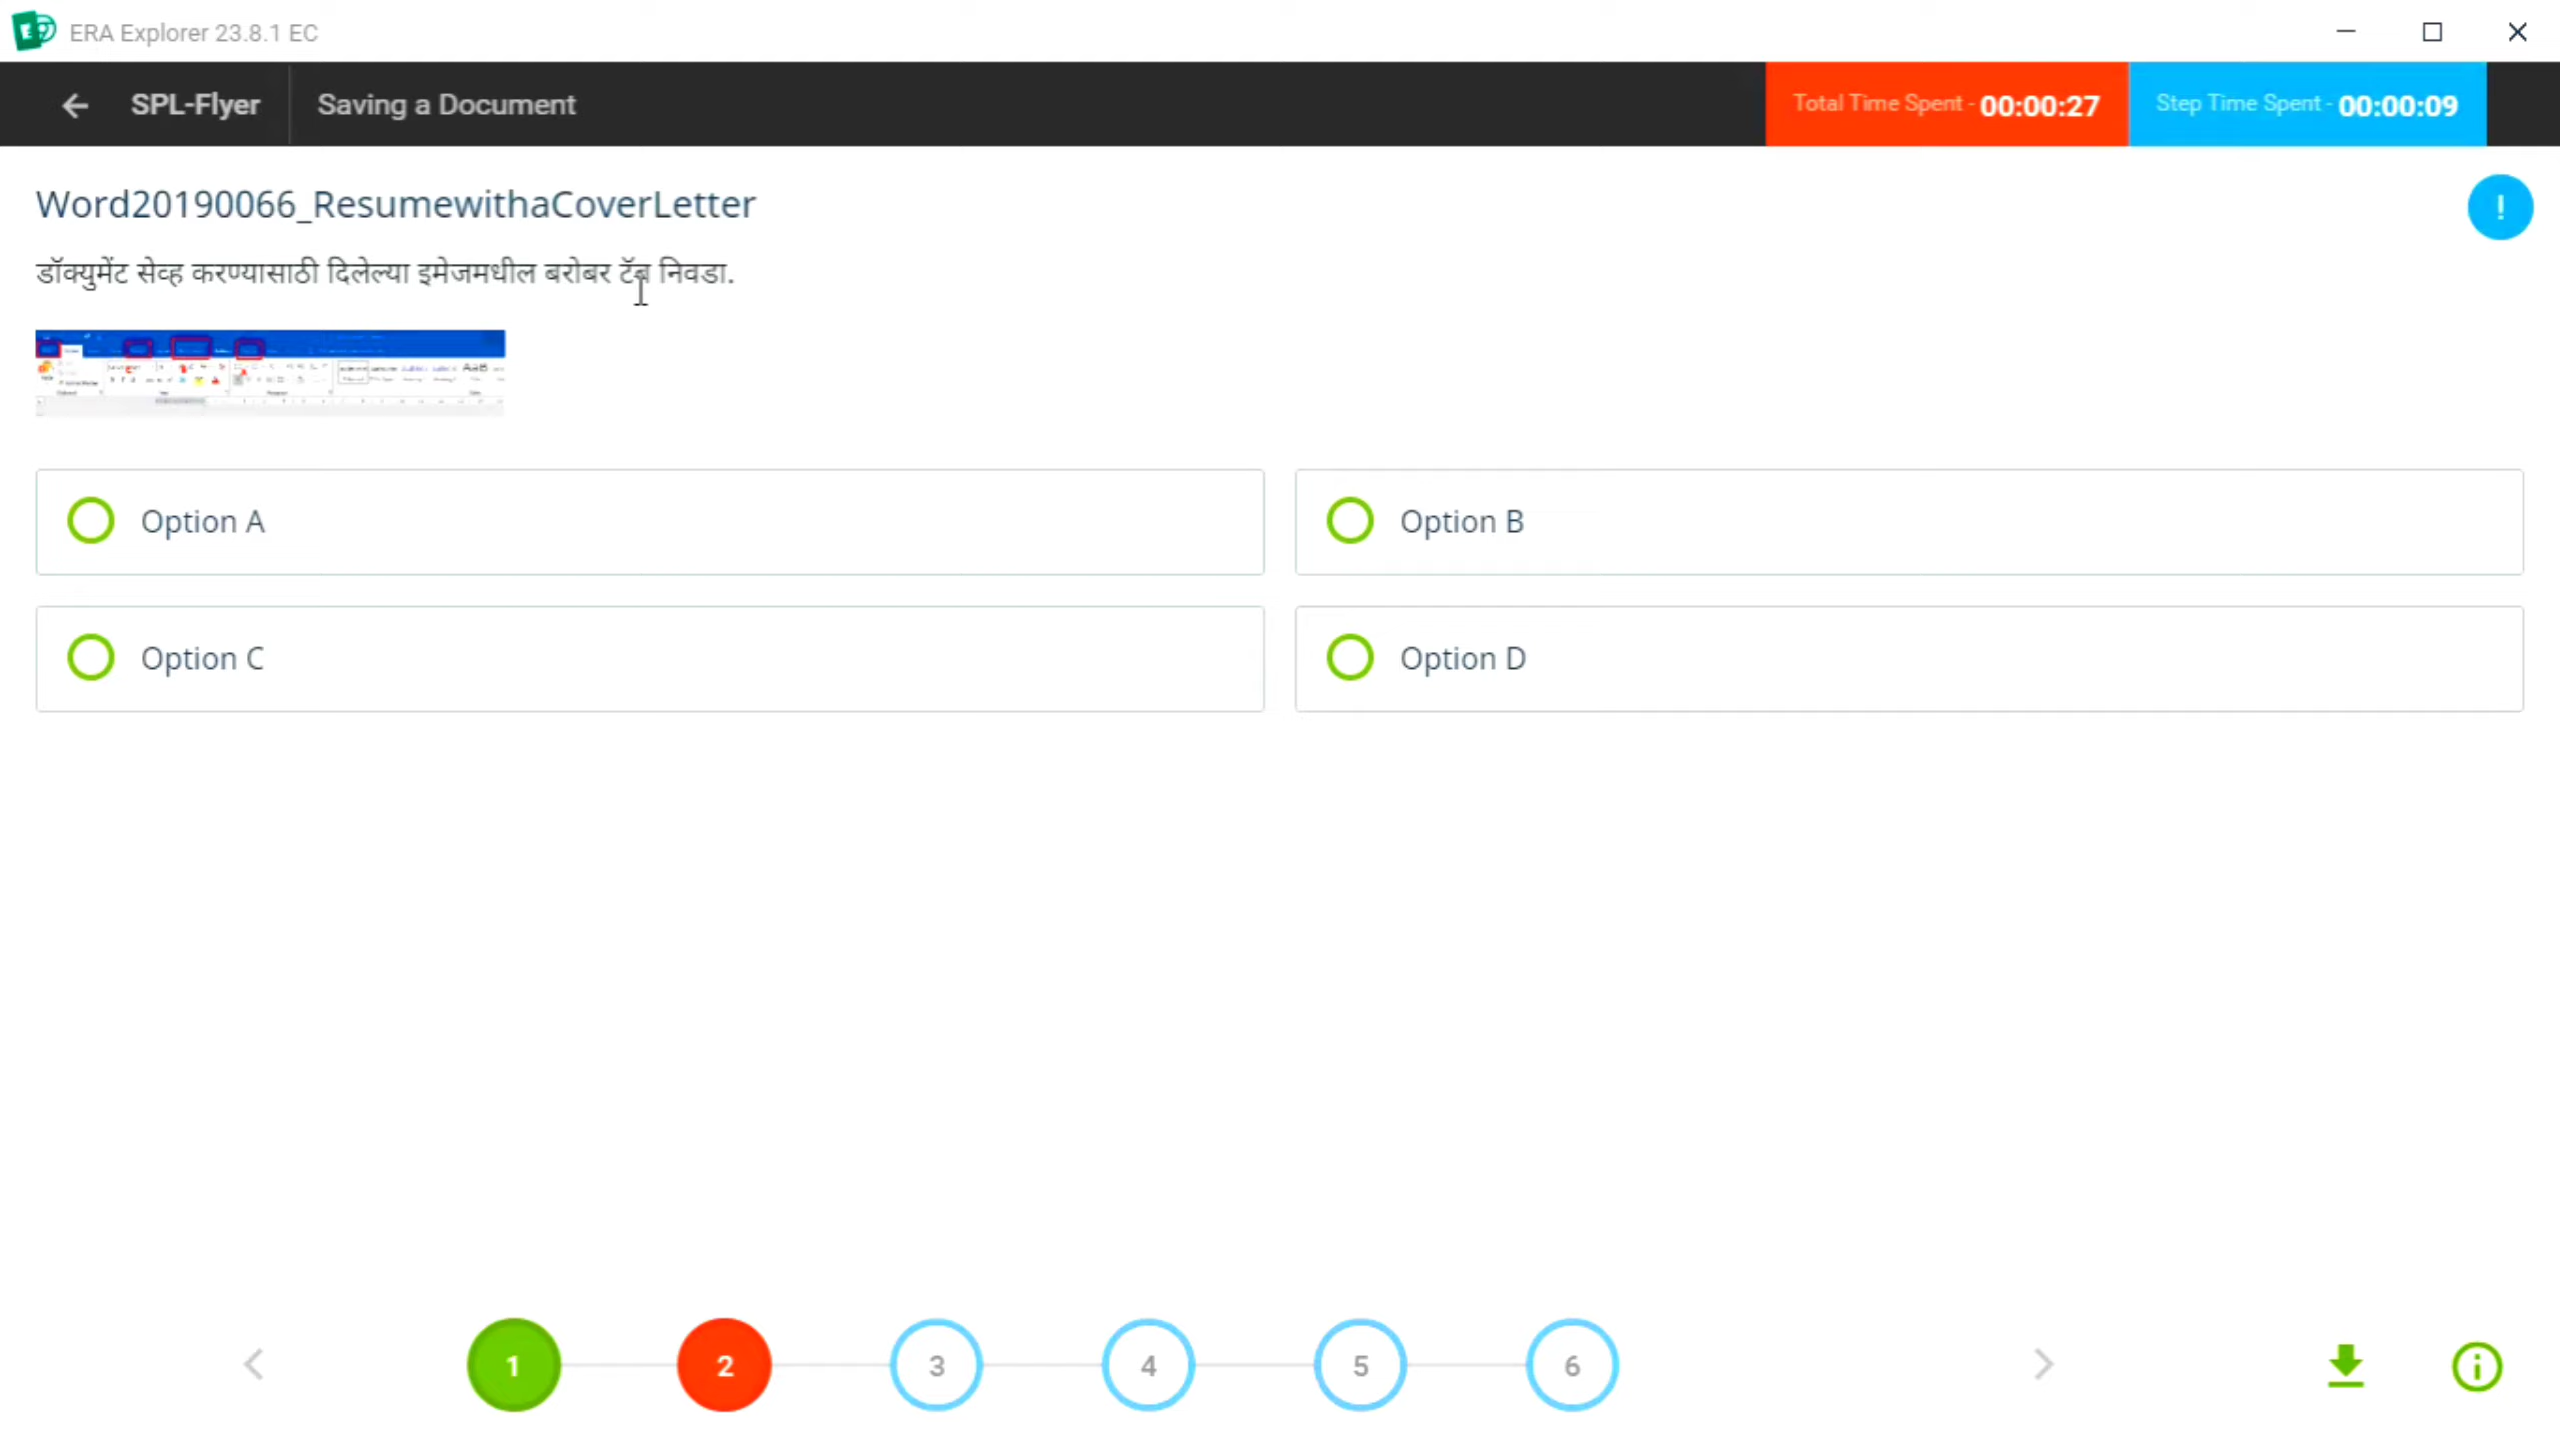 ERA Explorer 23.8.1 EC
SPL-Flyer
Saving a Document
Total Time Spent - 00:00:27
Step Time Spent - 00:00:09
Word20190066_ResumewithaCoverLetter
!
डॉक्युमेंट सेव्ह करण्यासाठी दिलेल्या इमेजमधील बरोबर टॅब निवडा.
Option A
Option B
Option C
Option D
1
2
3
4
5
6